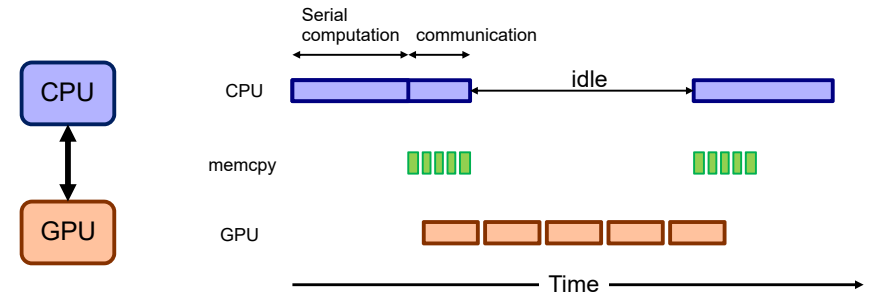 Serial
computation communication
CPU
CPU
idle
memcpy
GPU
GPU
Time